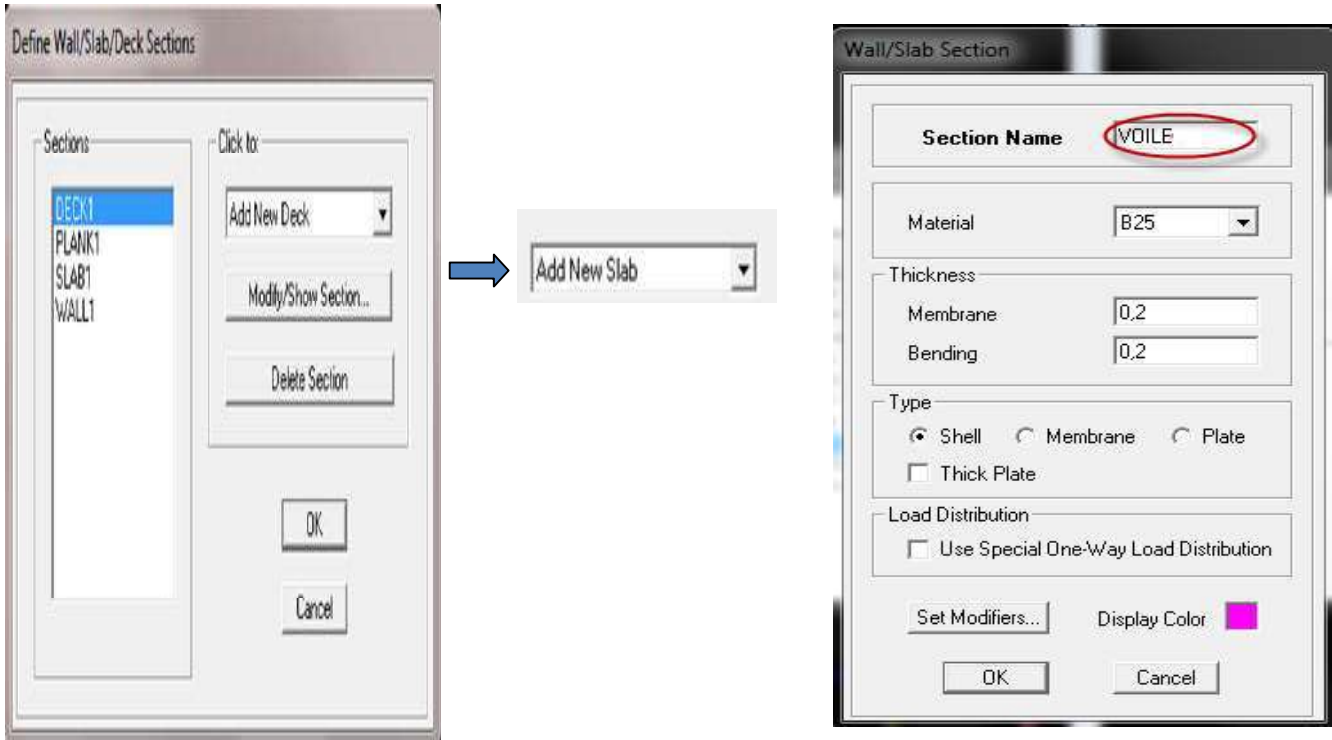 Define Wall/Slab/Deck Sections
Sections
DECK1
PLANK1
SLAB1
WALL1
Click to:
Add New Deck
Modify/Show Section...
Delete Section
OK
Cancel
Add New Slab
Wall/Slab Section
Section Name VOILE
Material B25
Thickness
Membrane 0,2
Bending 0,2
Type
Shell Membrane Plate
Thick Plate
Load Distribution
Use Special One-Way Load Distribution
Set Modifiers... Display Color
OK Cancel